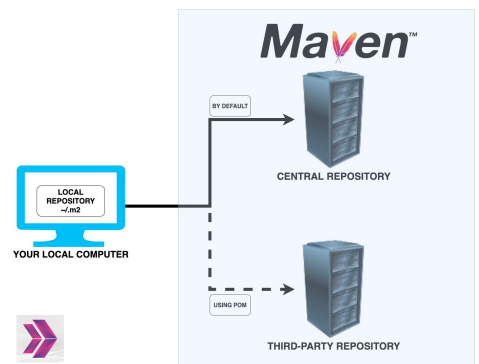 Maven™
BY DEFAULT
CENTRAL REPOSITORY
LOCAL
REPOSITORY
~/.m2
YOUR LOCAL COMPUTER
USING POM
THIRD-PARTY REPOSITORY